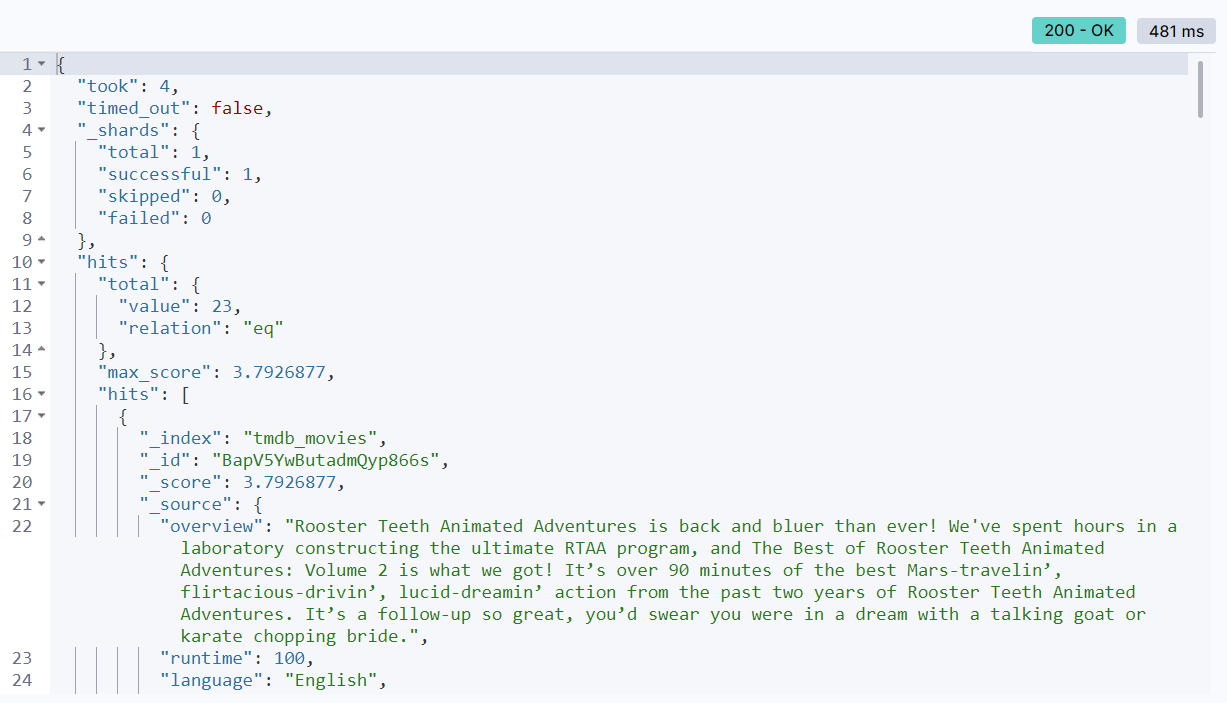 200 - OK 481 ms
1 {
2 "took": 4,
3 "timed_out": false,
4 "_shards": {
5 "total": 1,
6 "successful": 1,
7 "skipped": 0,
8 "failed": 0
9 },
10 "hits": {
11 "total": {
12 "value": 23,
13 "relation": "eq"
14 },
15 "max_score": 3.7926877,
16 "hits": [
17 {
18 "_index": "tmdb_movies",
19 "_id": "BapV5YwButadmQyp866s",
20 "_score": 3.7926877,
21 "_source": {
22 "overview": "Rooster Teeth Animated Adventures is back and bluer than ever! We've spent hours in a
laboratory constructing the ultimate RTAA program, and The Best of Rooster Teeth Animated
Adventures: Volume 2 is what we got! It’s over 90 minutes of the best Mars-travelin’,
flirtacious-drivin’, lucid-dreamin’ action from the past two years of Rooster Teeth Animated
Adventures. It’s a follow-up so great, you’d swear you were in a dream with a talking goat or
karate chopping bride.",
23 "runtime": 100,
24 "language": "English",